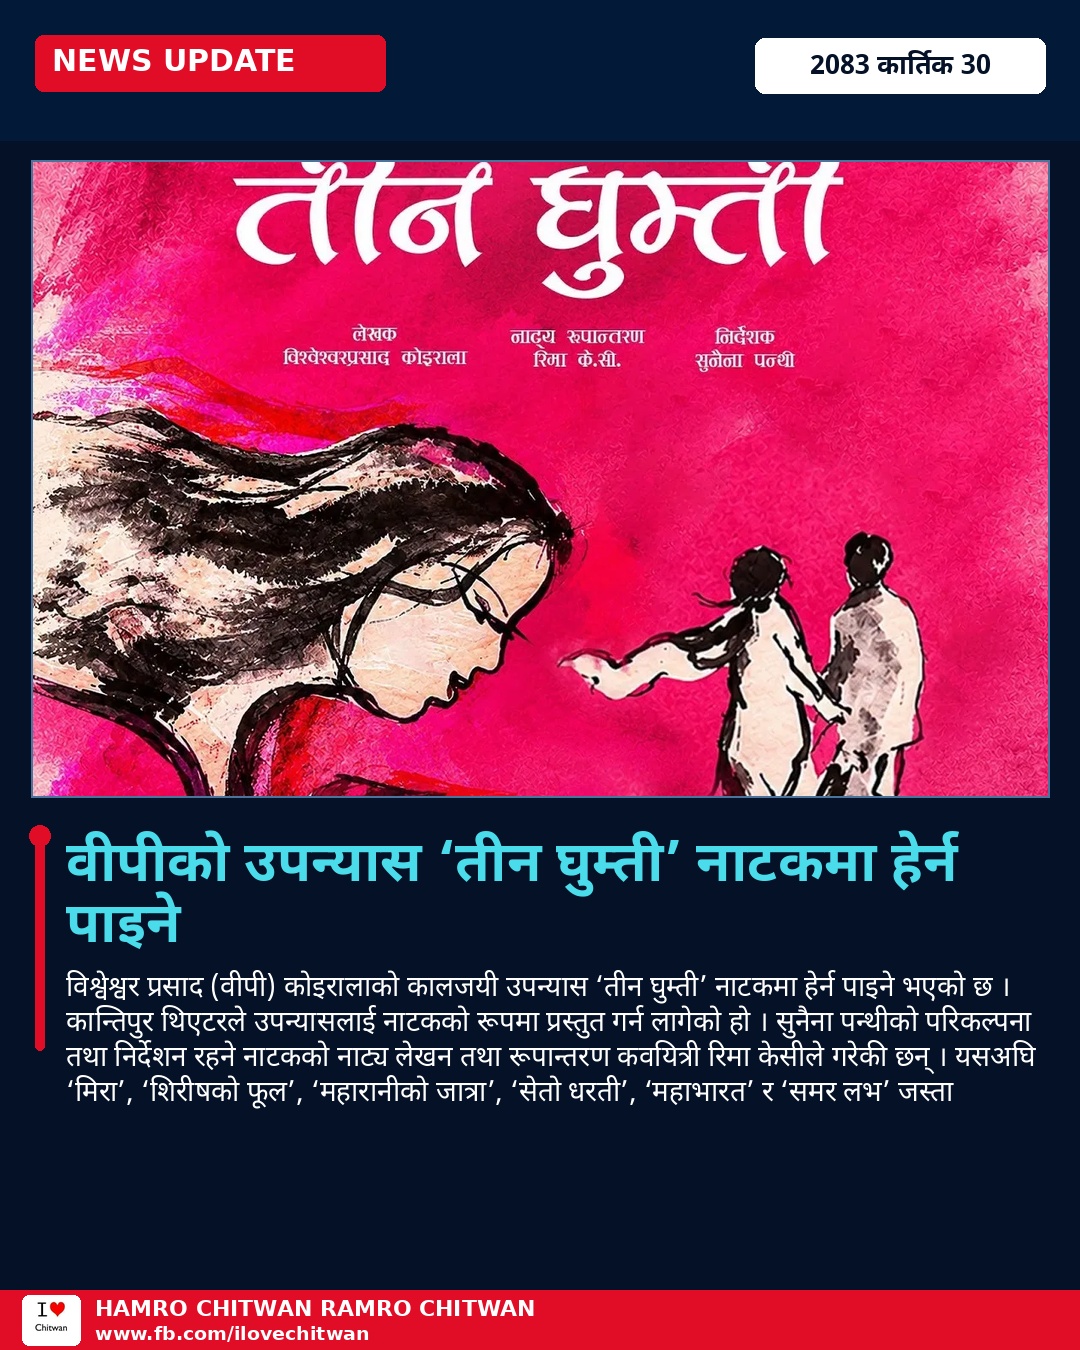 NEWS UPDATE
2083 कार्तिक 30
तीन घुम्ती
लेखक
विश्वेश्वरप्रसाद कोइराला
नाट्य रूपान्तरण
रिमा के.सी.
निर्देशक
सुनैना पन्थी
वीपीको उपन्यास ‘तीन घुम्ती’ नाटकमा हेर्न
पाइने
विश्वेश्वर प्रसाद (वीपी) कोइरालाको कालजयी उपन्यास ‘तीन घुम्ती’ नाटकमा हेर्न पाइने भएको छ ।
कान्तिपुर थिएटरले उपन्यासलाई नाटकको रूपमा प्रस्तुत गर्न लागेको हो । सुनैना पन्थीको परिकल्पना
तथा निर्देशन रहने नाटकको नाट्य लेखन तथा रूपान्तरण कवयित्री रिमा केसीले गरेकी छन् । यसअघि
‘मिरा’, ‘शिरीषको फूल’, ‘महारानीको जात्रा’, ‘सेतो धरती’, ‘महाभारत’ र ‘समर लभ’ जस्ता
I ♥
Chitwan
HAMRO CHITWAN RAMRO CHITWAN
www.fb.com/ilovechitwan